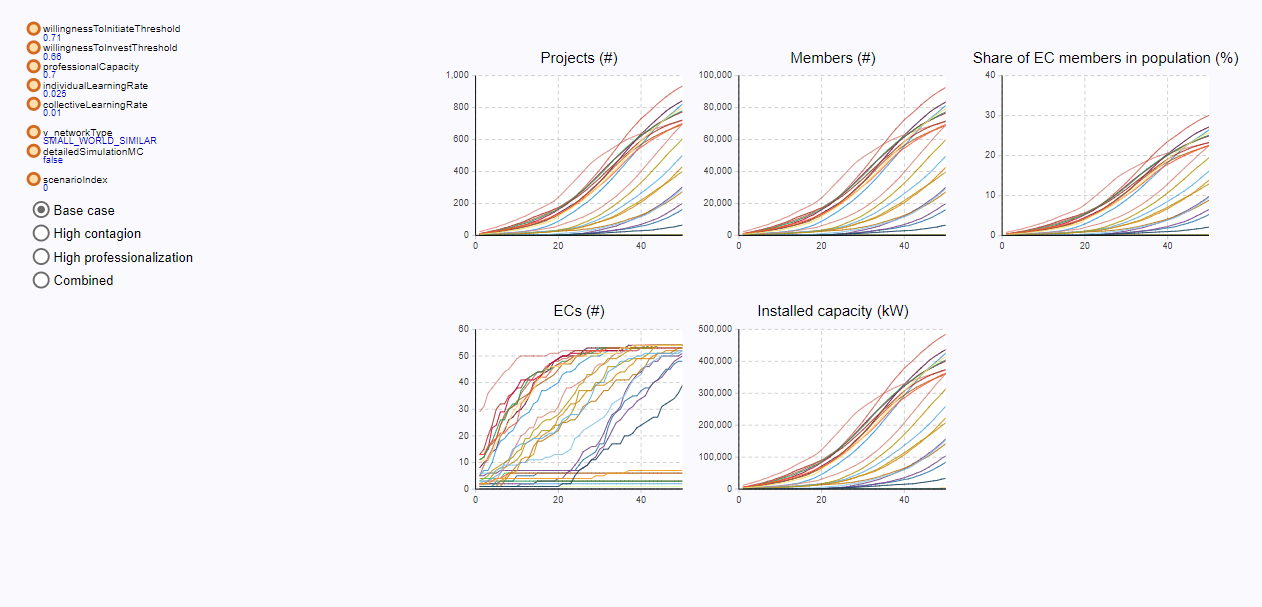 willingnessToInitiateThreshold
0.71
willingnessToInvestThreshold
0.66
professionalCapacity
0.7
individualLearningRate
0.025
collectiveLearningRate
0.01
v_networkType
SMALL_WORLD_SIMILAR
detailedSimulationMC
false
scenarioIndex
0
Base case
High contagion
High professionalization
Combined
Projects (#)
1,000
800
600
400
200
0
0 20 40
Members (#)
100,000
80,000
60,000
40,000
20,000
0
0 20 40
Share of EC members in population (%)
40
30
20
10
0
0 20 40
ECs (#)
60
50
40
30
20
10
0
0 20 40
Installed capacity (kW)
500,000
400,000
300,000
200,000
100,000
0
0 20 40